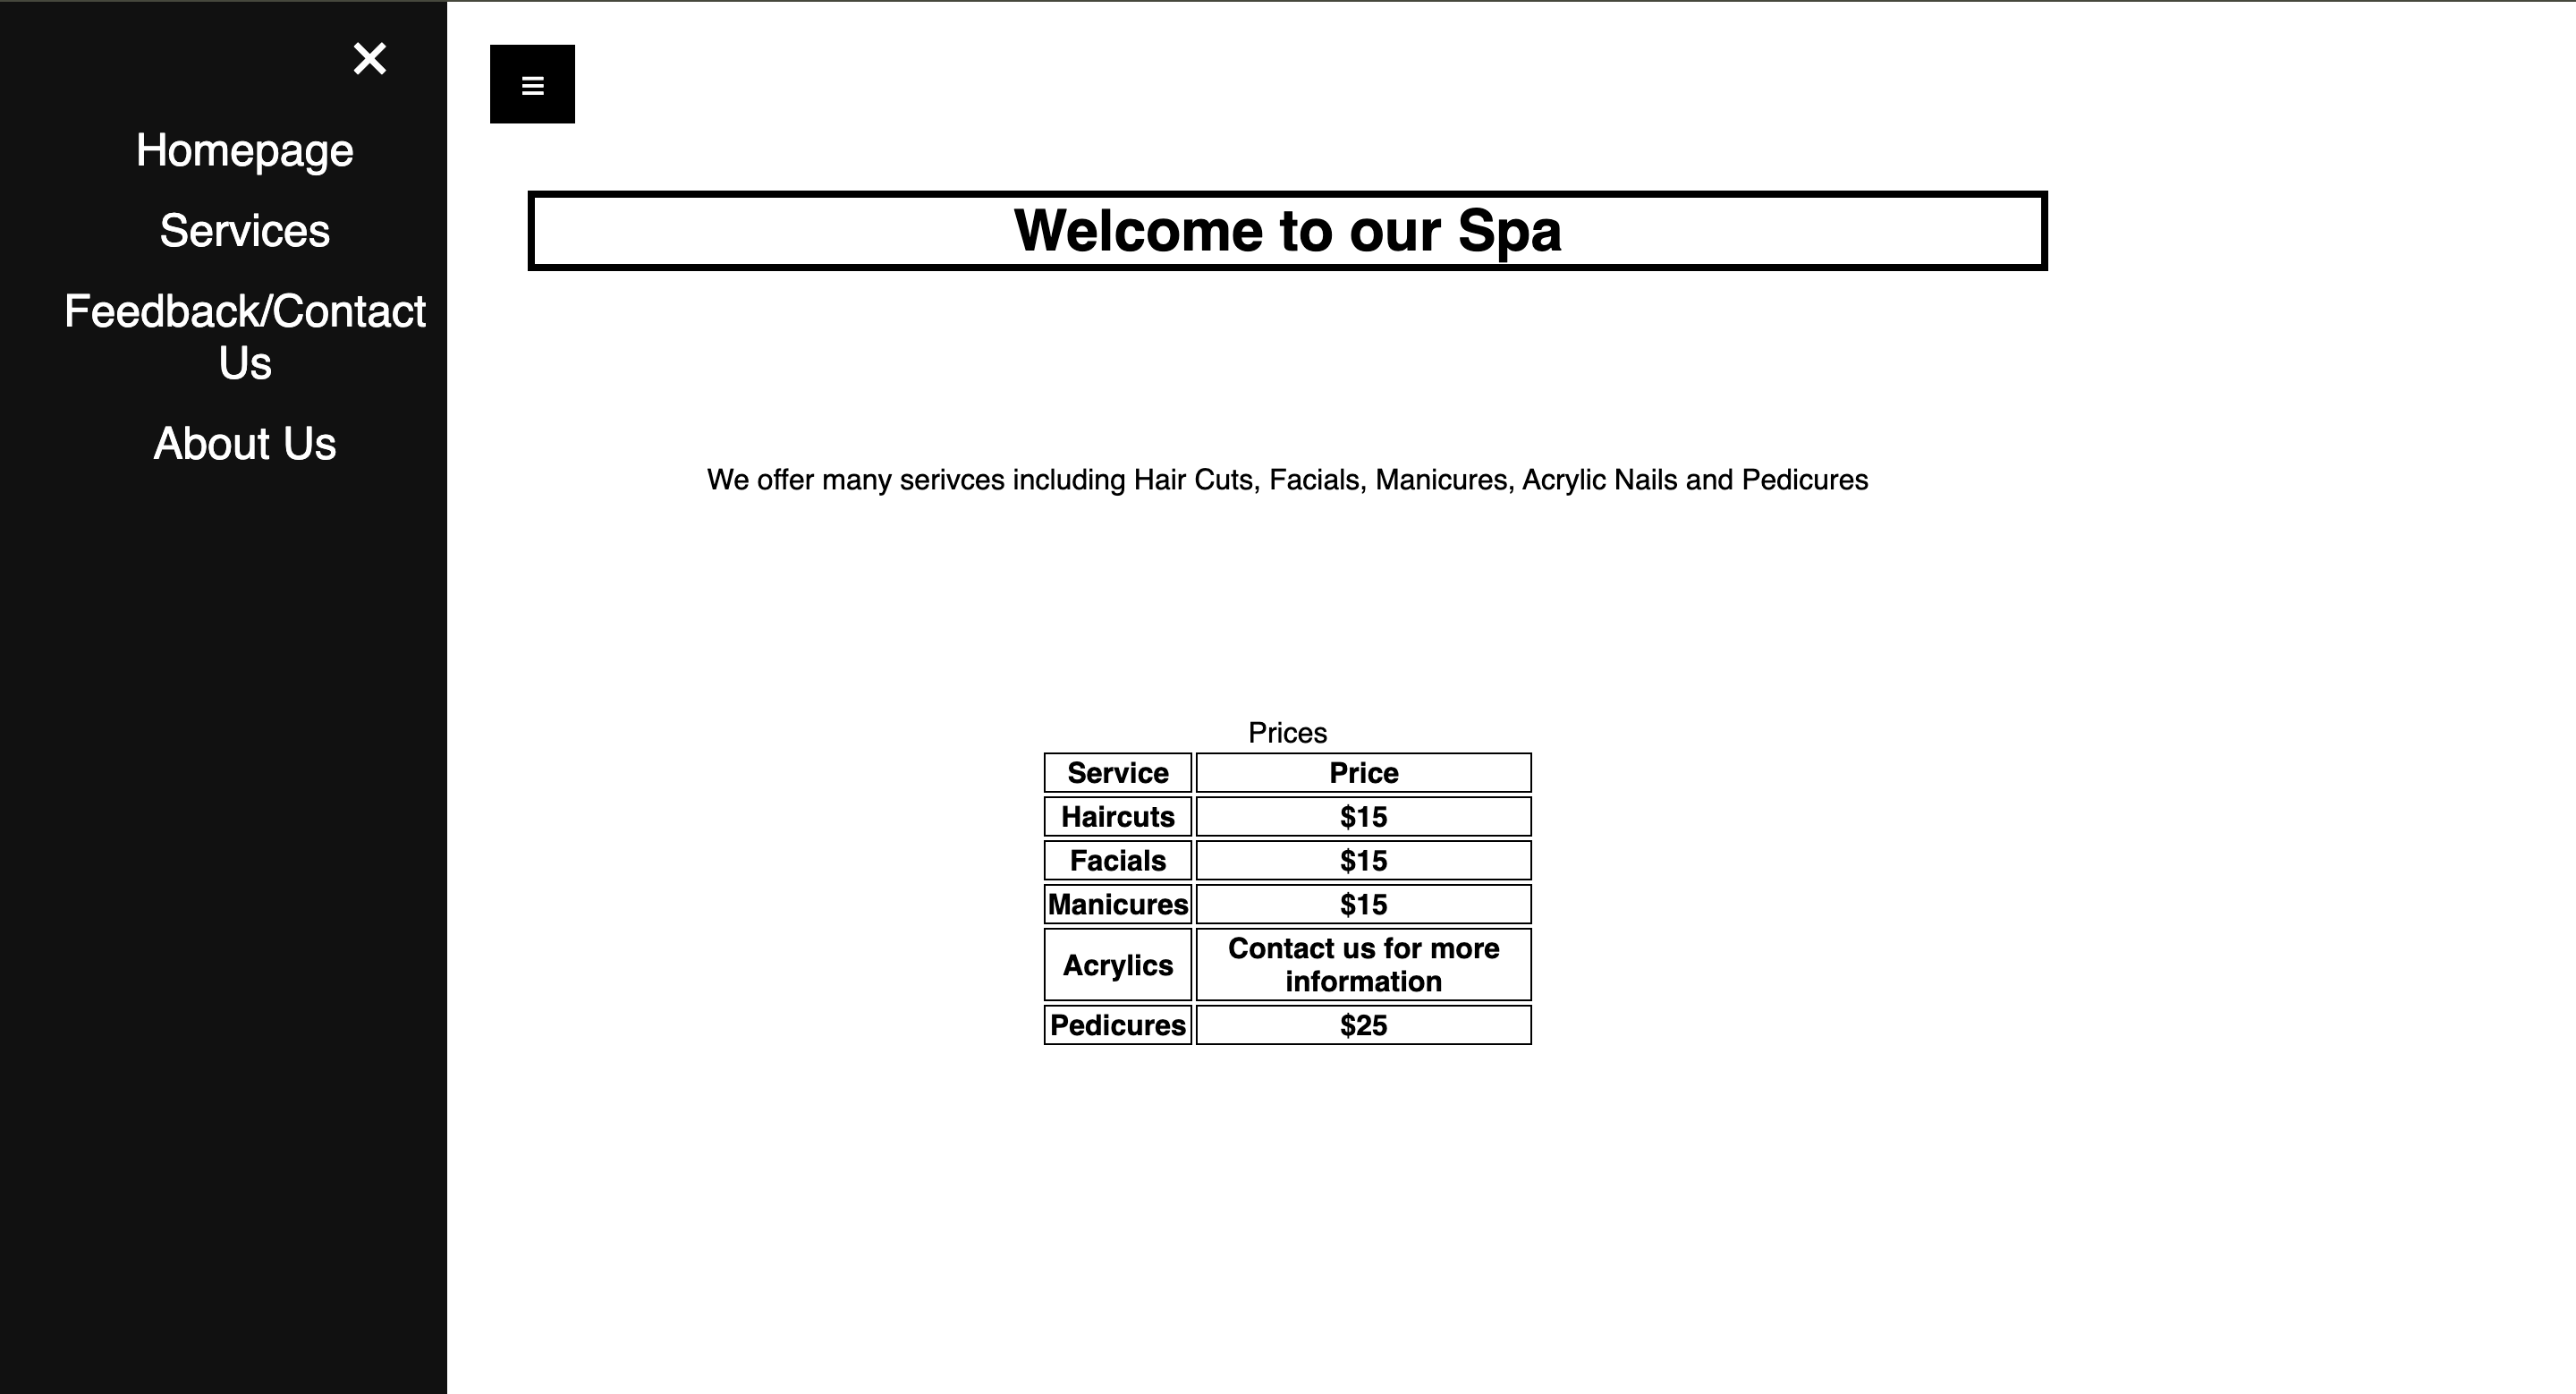 Homepage
Services
Feedback/Contact
Us
About Us
Welcome to our Spa
We offer many serivces including Hair Cuts, Facials, Manicures, Acrylic Nails and Pedicures
Prices
Service Price
Haircuts $15
Facials $15
Manicures $15
Acrylics Contact us for more
information
Pedicures $25